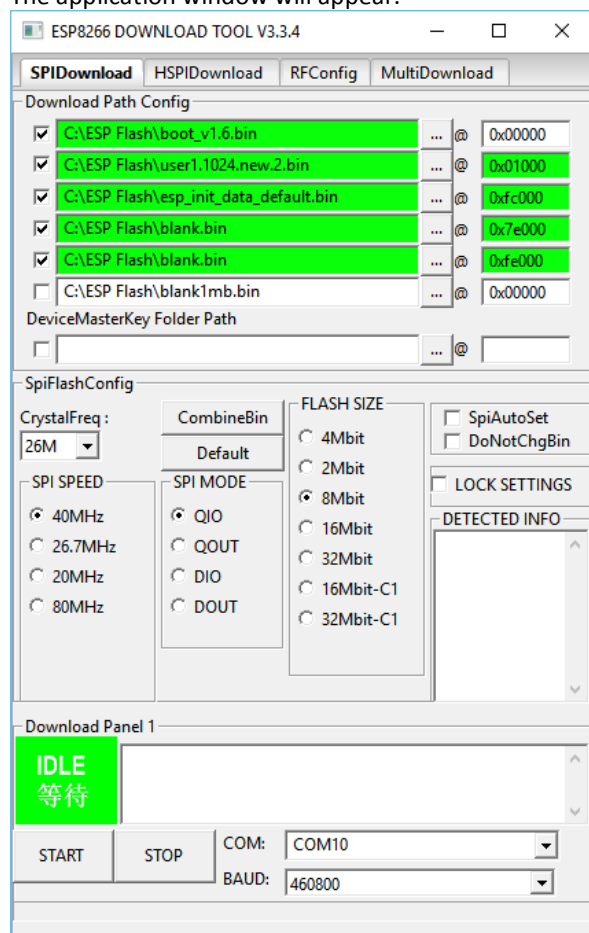 The application window will appear.
ESP8266 DOWNLOAD TOOL V3.3.4
SPIDownload HSPIDownload RFConfig MultiDownload
Download Path Config
C:\ESP Flash\boot_v1.6.bin ... @ 0x00000
C:\ESP Flash\user1.1024.new.2.bin ... @ 0x01000
C:\ESP Flash\esp_init_data_default.bin ... @ 0xfc000
C:\ESP Flash\blank.bin ... @ 0x7e000
C:\ESP Flash\blank.bin ... @ 0xfe000
C:\ESP Flash\blank1mb.bin ... @ 0x00000
DeviceMasterKey Folder Path
... @
SpiFlashConfig
CrystalFreq :
26M
CombineBin
Default
SPI SPEED
40MHz
26.7MHz
20MHz
80MHz
SPI MODE
QIO
QOUT
DIO
DOUT
FLASH SIZE
4Mbit
2Mbit
8Mbit
16Mbit
32Mbit
16Mbit-C1
32Mbit-C1
SpiAutoSet
DoNotChgBin
LOCK SETTINGS
DETECTED INFO
Download Panel 1
IDLE
等待
START
STOP
COM: COM10
BAUD: 460800